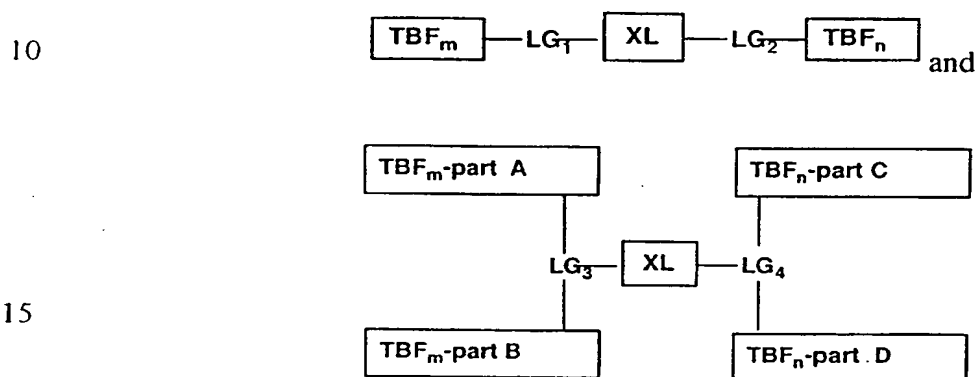 10 TBFm LG1 XL LG2 TBFn and
TBFm-part A TBFn-part C
LG3 XL LG4
15
TBFm-part B TBFn-part . D